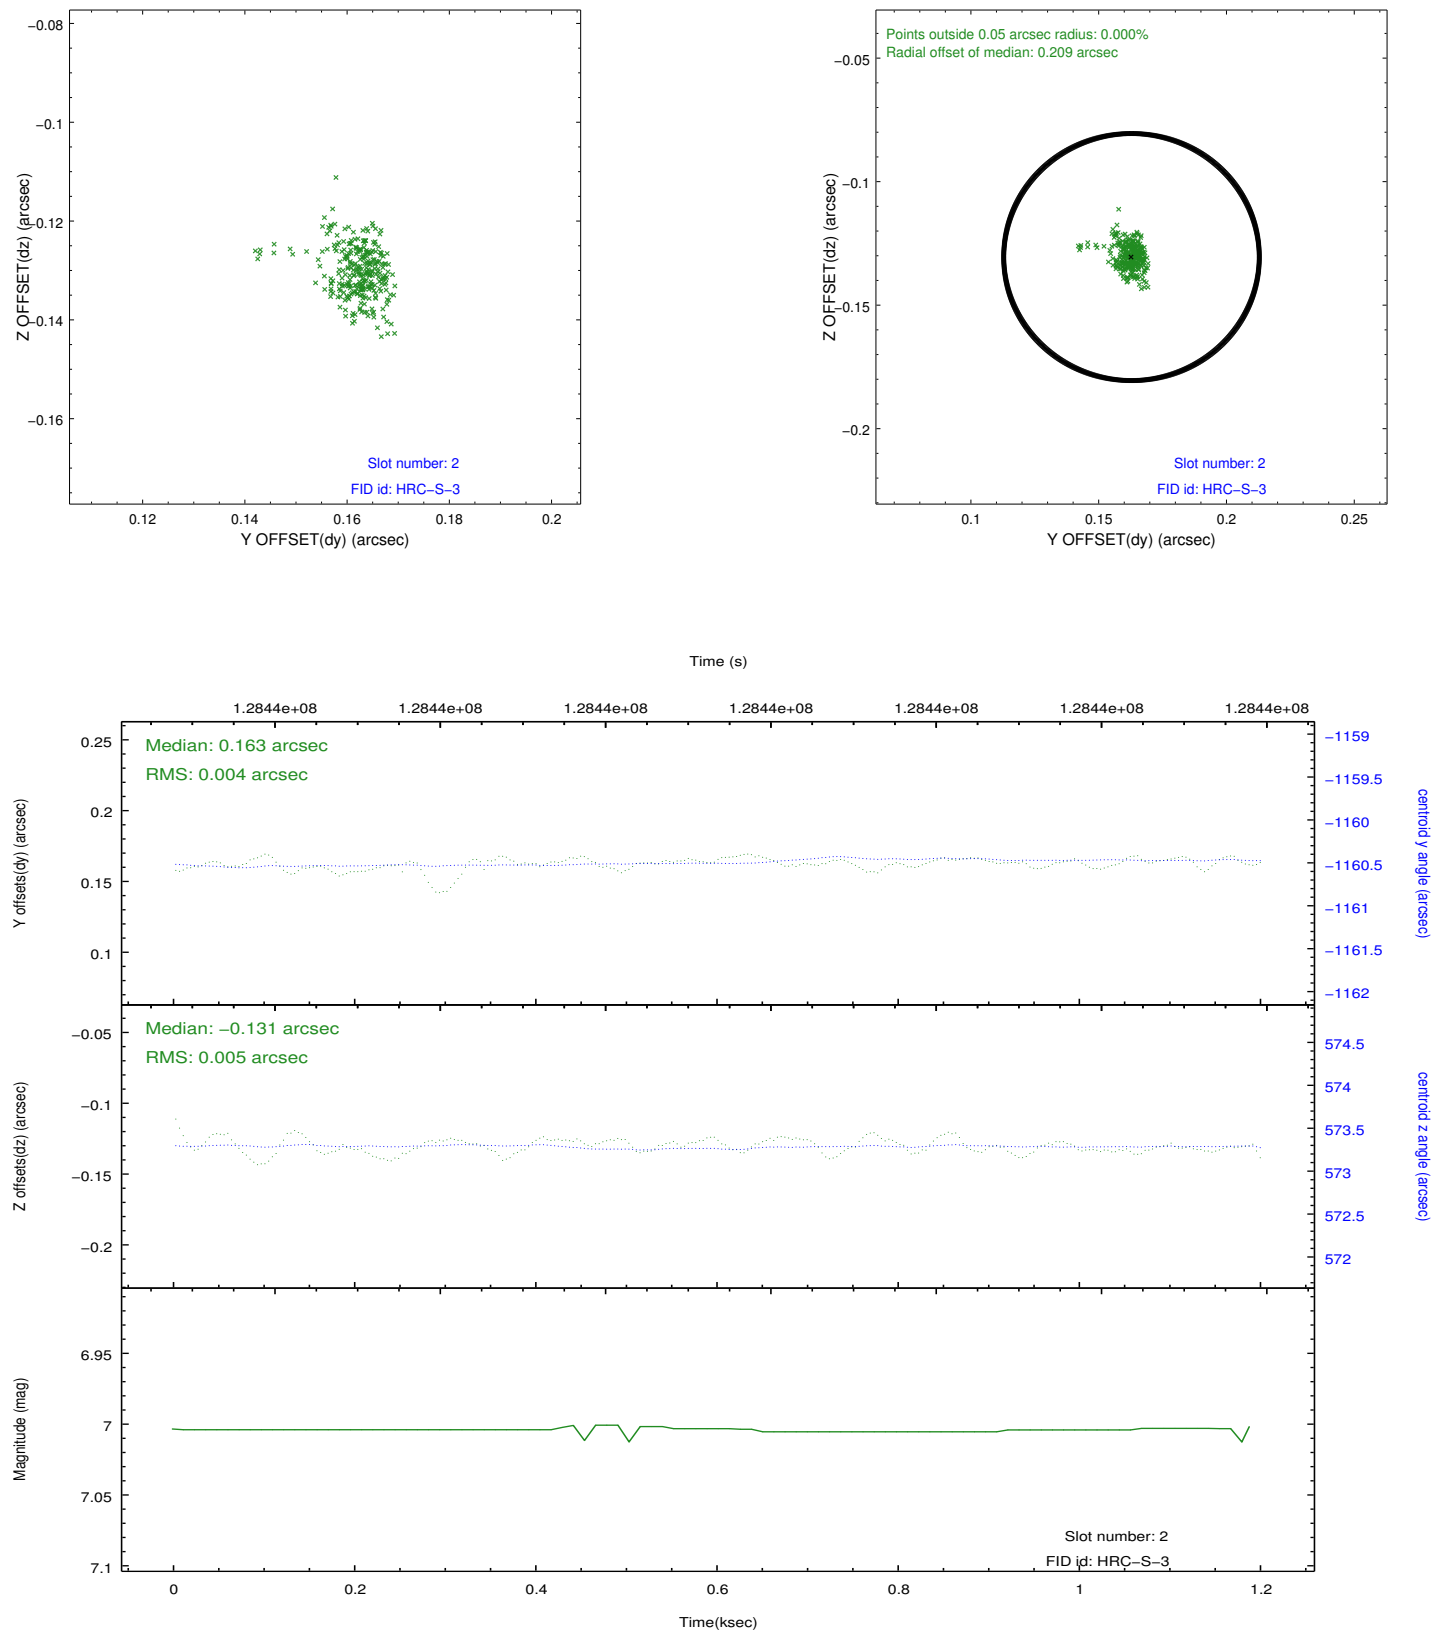 −0.08
−0.1
−0.12
−0.14
−0.16
Z OFFSET(dz) (arcsec)
Slot number: 2
FID id: HRC−S−3
0.12 0.14 0.16 0.18 0.2
Y OFFSET(dy) (arcsec)
Points outside 0.05 arcsec radius: 0.000%
Radial offset of median: 0.209 arcsec
−0.05
−0.1
−0.15
−0.2
Z OFFSET(dz) (arcsec)
Slot number: 2
FID id: HRC−S−3
0.1 0.15 0.2 0.25
Y OFFSET(dy) (arcsec)
Time (s)
1.2844e+08 1.2844e+08 1.2844e+08 1.2844e+08 1.2844e+08 1.2844e+08 1.2844e+08
Median: 0.163 arcsec
RMS: 0.004 arcsec
0.25
0.2
0.15
0.1
Y offsets(dy) (arcsec)
−1159
−1159.5
−1160
−1160.5
−1161
−1161.5
−1162
centroid y angle (arcsec)
Median: −0.131 arcsec
RMS: 0.005 arcsec
−0.05
−0.1
−0.15
−0.2
Z offsets(dz) (arcsec)
574.5
574
573.5
573
572.5
572
centroid z angle (arcsec)
6.95
7
7.05
7.1
Magnitude (mag)
Slot number: 2
FID id: HRC−S−3
0 0.2 0.4 0.6 0.8 1 1.2
Time(ksec)